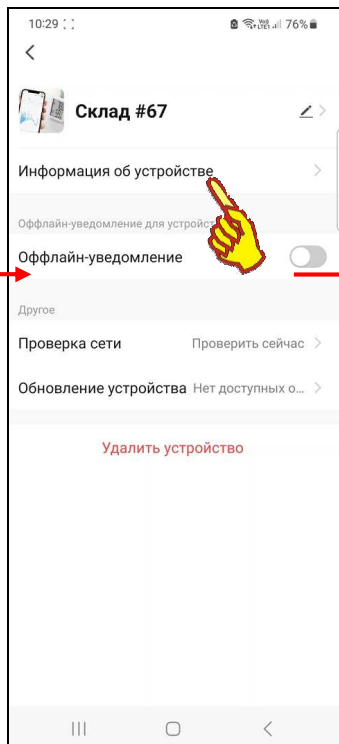 10:29
76%
Склад #67
Информация об устройстве
Оффлайн-уведомление для устройст
Оффлайн-уведомление
Другое
Проверка сети Проверить сейчас
Обновление устройства Нет доступных о...
Удалить устройство